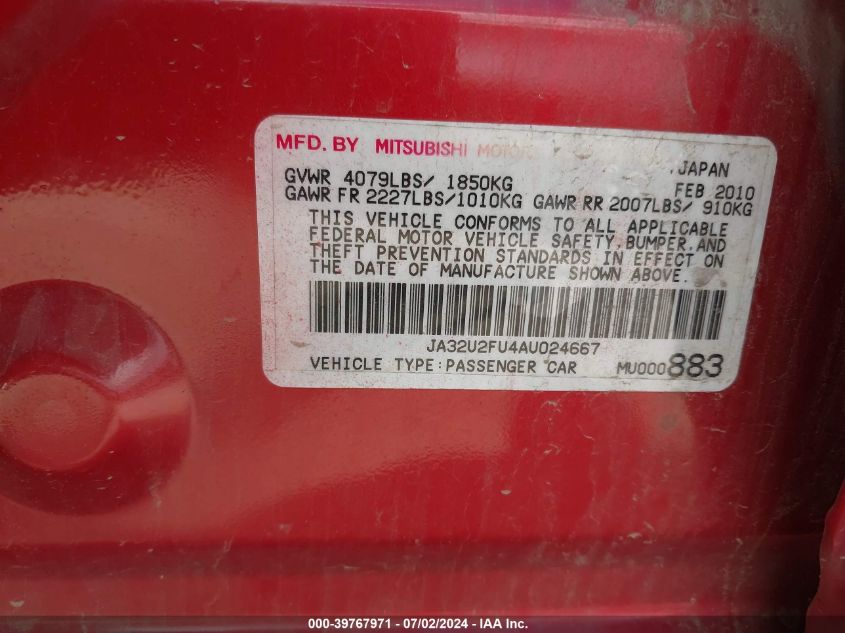 MFD. BY MITSUBISHI MOTORS
JAPAN
GVWR 4079LBS/ 1850KG FEB 2010
GAWR FR 2227LBS/1010KG GAWR RR 2007LBS/ 910KG
THIS VEHICLE CONFORMS TO ALL APPLICABLE
FEDERAL MOTOR VEHICLE SAFETY, BUMPER, AND
THEFT PREVENTION STANDARDS IN EFFECT ON
THE DATE OF MANUFACTURE SHOWN ABOVE.
JA32U2FU4AU024667
VEHICLE TYPE:PASSENGER CAR MU000883
000-39767971 - 07/02/2024 - IAA Inc.